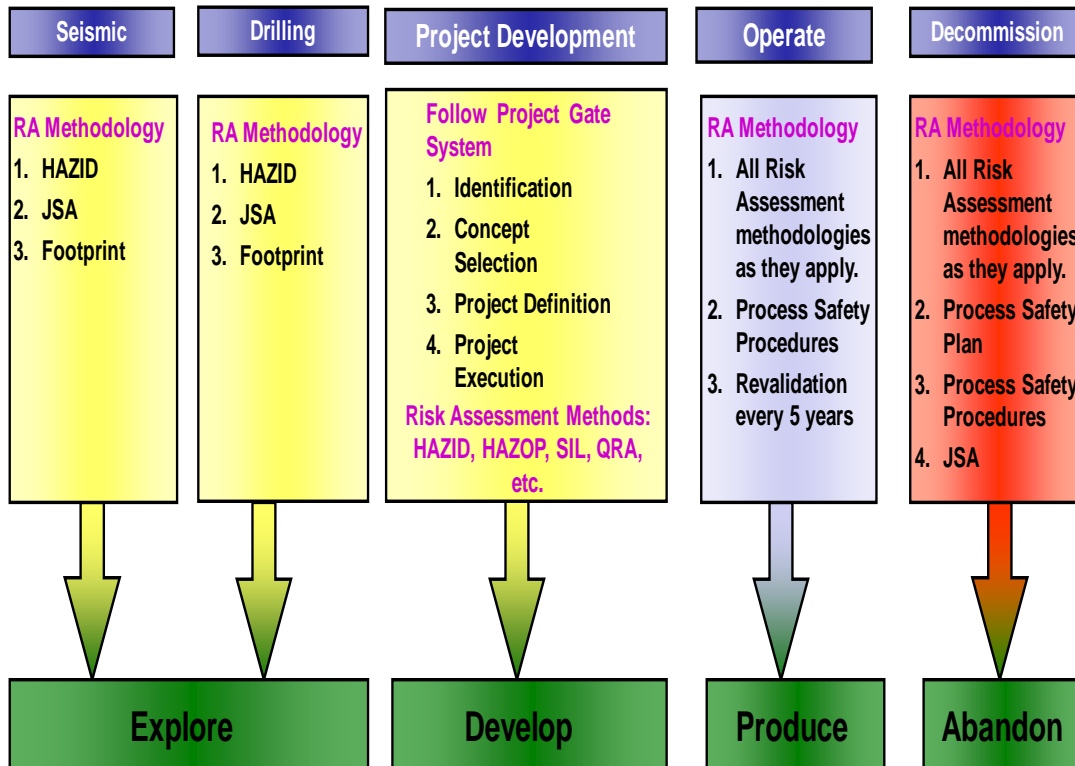 Seismic
Drilling
Project Development
Operate
Decommission
RA Methodology
1. HAZID
2. JSA
3. Footprint
RA Methodology
1. HAZID
2. JSA
3. Footprint
Follow Project Gate
System
1. Identification
2. Concept
Selection
3. Project Definition
4. Project
Execution
Risk Assessment Methods:
HAZID, HAZOP, SIL, QRA,
etc.
RA Methodology
1. All Risk
Assessment
methodologies
as they apply.
2. Process Safety
Procedures
3. Revalidation
every 5 years
RA Methodology
1. All Risk
Assessment
methodologies
as they apply.
2. Process Safety
Plan
3. Process Safety
Procedures
4. JSA
Explore
Develop
Produce
Abandon